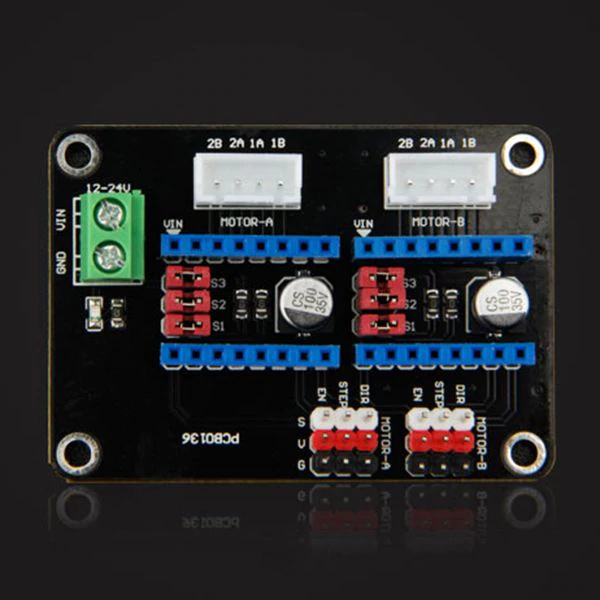 2B 2A 1A 1B
2B 2A 1A 1B
12-24V
VIN
GND
MOTOR-A
MOTOR-B
VIN
VIN
S3
S2
S1
S3
S2
S1
CS
100
35V
CS
100
35V
EN STEP DIR
EN STEP DIR
S
V
G
MOTOR-A
MOTOR-B
PCB0136